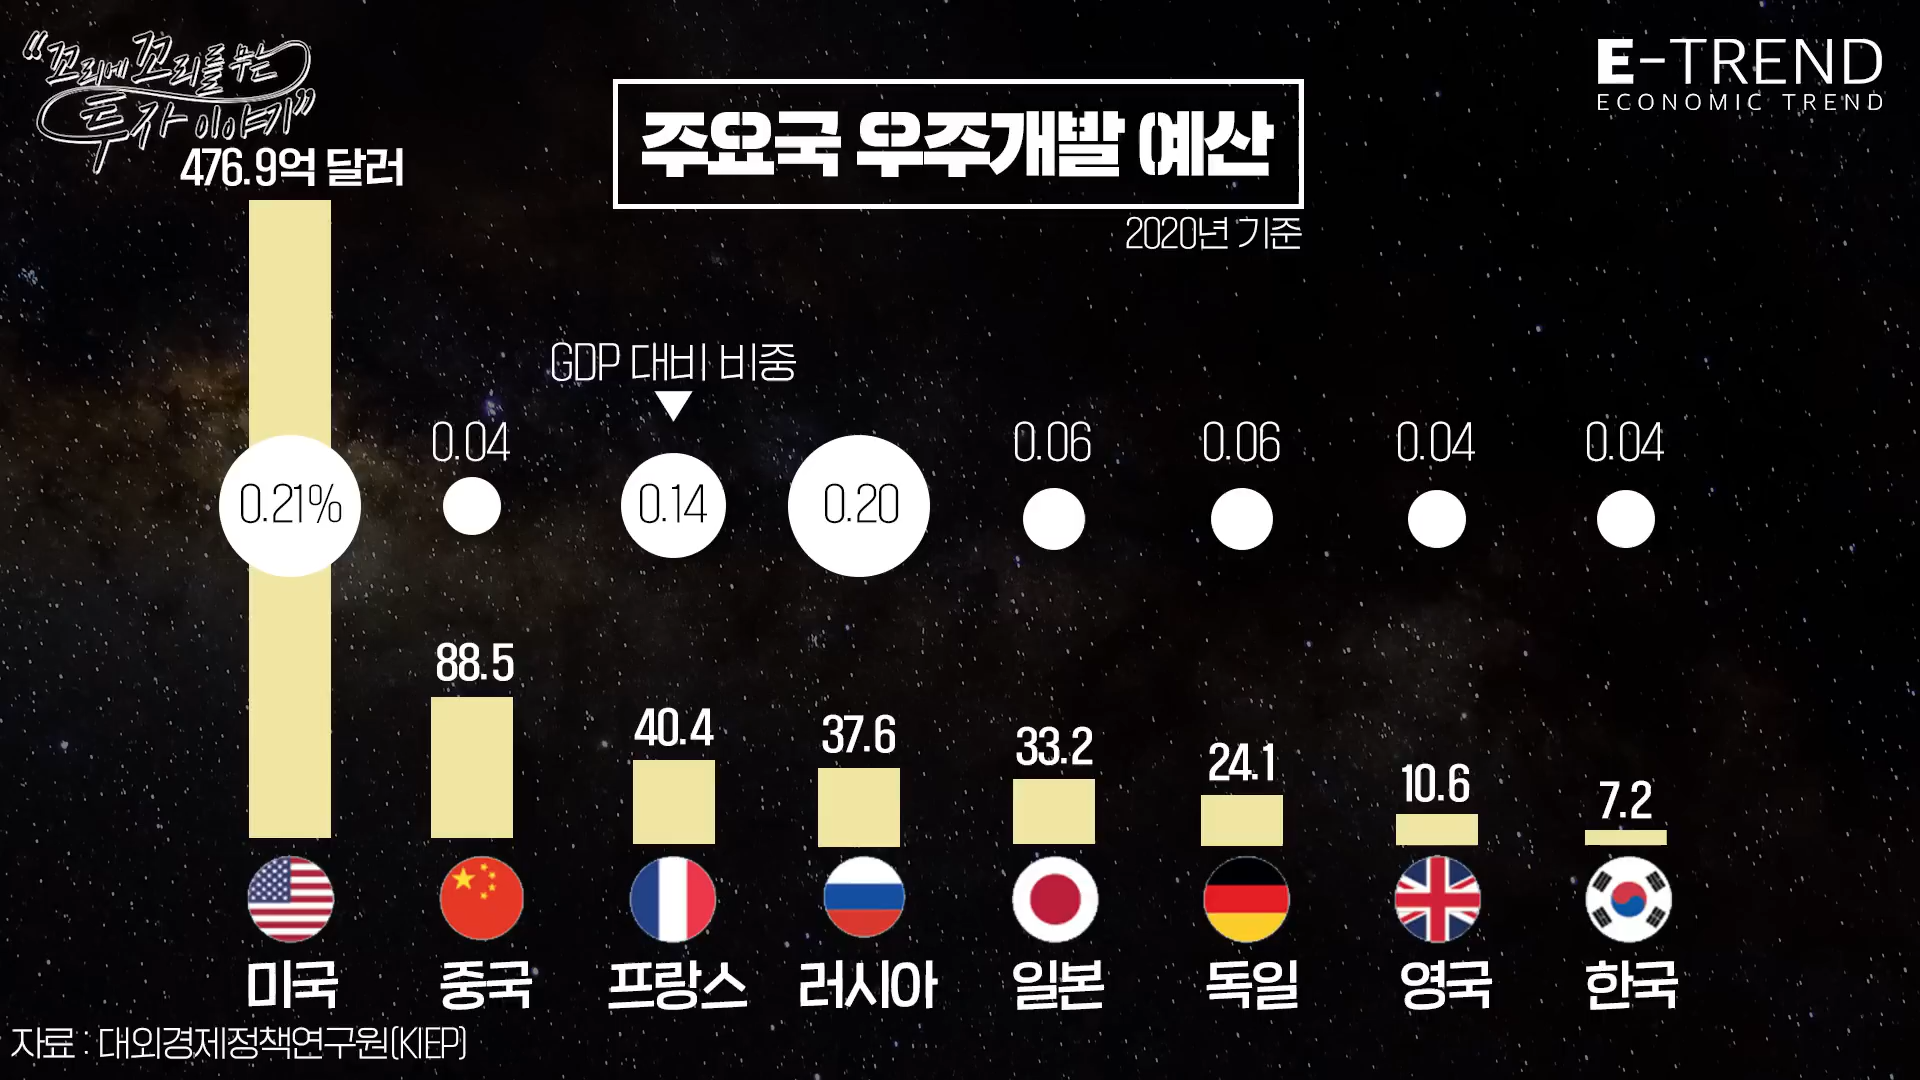 “꼬리에 꼬리를 무는
투자 이야기”
E-TREND
ECONOMIC TREND
주요국 우주개발 예산
2020년 기준
476.9억 달러
GDP 대비 비중
0.21%
0.04
0.14
0.20
0.06
0.06
0.04
0.04
88.5
40.4
37.6
33.2
24.1
10.6
7.2
미국
중국
프랑스
러시아
일본
독일
영국
한국
자료 : 대외경제정책연구원(KIEP)